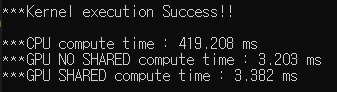 ***Kernel execution Success!!
***CPU compute time : 419.208 ms
***GPU NO SHARED compute time : 3.203 ms
***GPU SHARED compute time : 3.382 ms